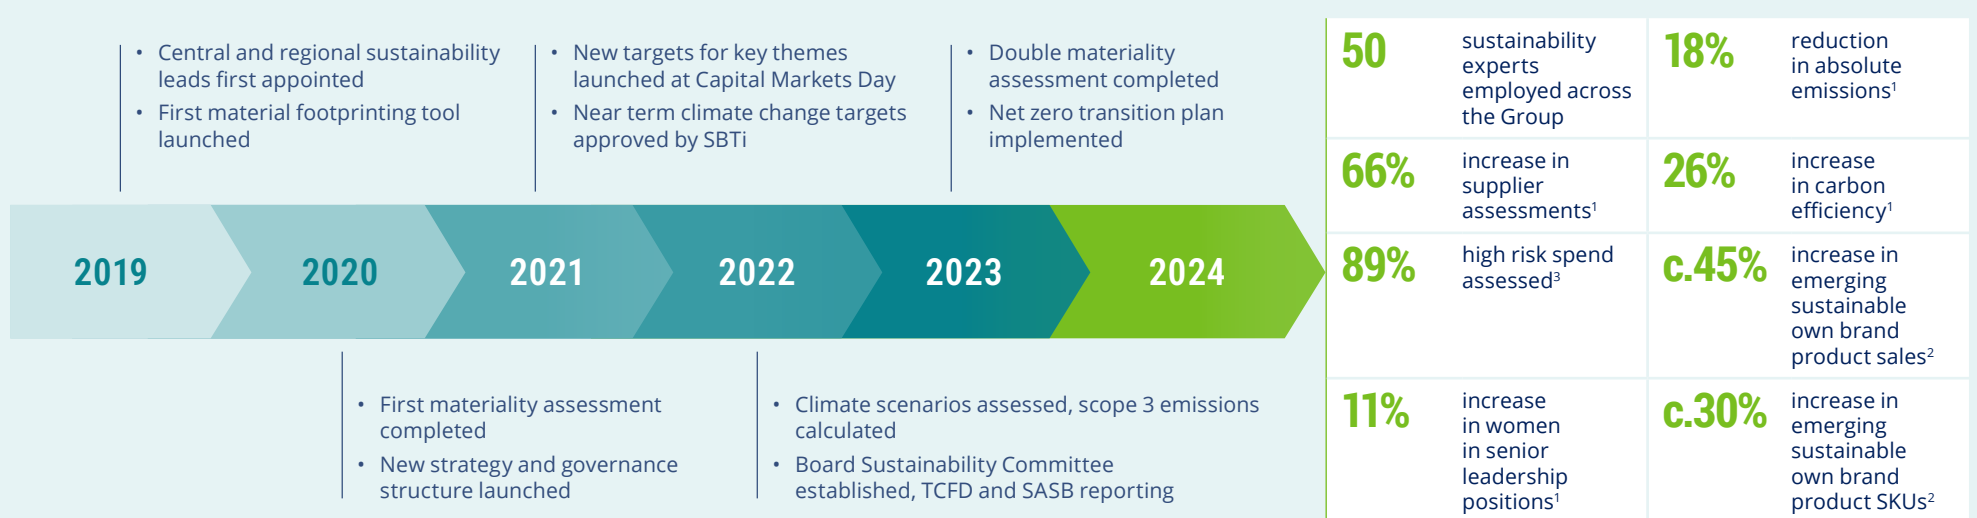 • Central and regional sustainability
leads first appointed
• First material footprinting tool
launched
• New targets for key themes
launched at Capital Markets Day
• Near term climate change targets
approved by SBTi
• Double materiality
assessment completed
• Net zero transition plan
implemented
2019
2020
2021
2022
2023
2024
• First materiality assessment
completed
• New strategy and governance
structure launched
• Climate scenarios assessed, scope 3 emissions
calculated
• Board Sustainability Committee
established, TCFD and SASB reporting
50
sustainability
experts
employed across
the Group
18%
reduction
in absolute
emissions¹
66%
increase in
supplier
assessments¹
26%
increase
in carbon
efficiency¹
89%
high risk spend
assessed³
c.45%
increase in
emerging
sustainable
own brand
product sales²
11%
increase
in women
in senior
leadership
positions¹
c.30%
increase in
emerging
sustainable
own brand
product SKUs²